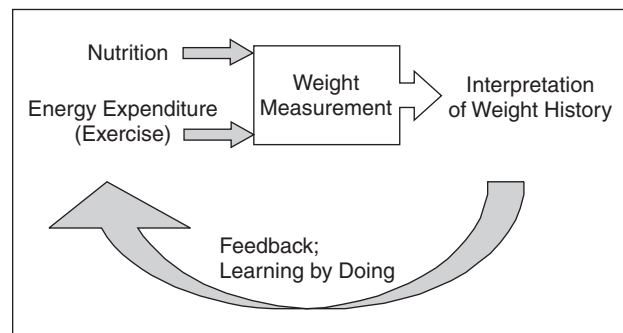 Nutrition
Energy Expenditure
(Exercise)
Weight
Measurement
Interpretation
of Weight History
Feedback;
Learning by Doing